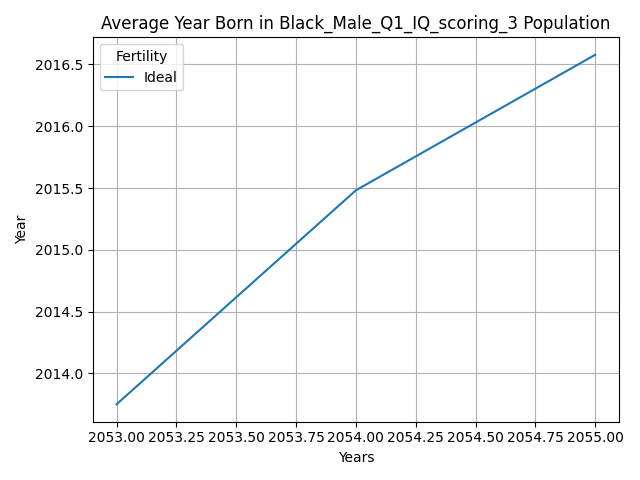 Average Year Born in Black_Male_Q1_IQ_scoring_3 Population
Fertility
Ideal
2016.5
2016.0
2015.5
2015.0
2014.5
2014.0
Year
2053.00 2053.25 2053.50 2053.75 2054.00 2054.25 2054.50 2054.75 2055.00
Years